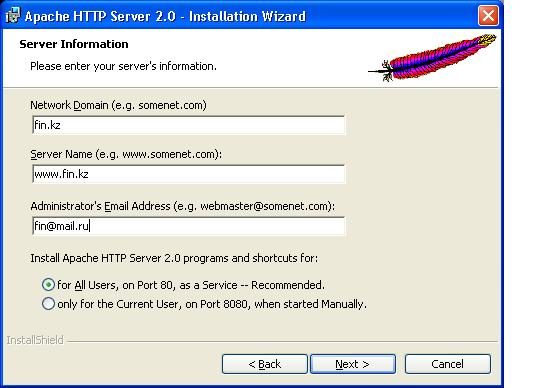 Apache HTTP Server 2.0 - Installation Wizard
Server Information
Please enter your server's information.
Network Domain (e.g. somenet.com)
fin.kz
Server Name (e.g. www.somenet.com):
www.fin.kz
Administrator's Email Address (e.g. webmaster@somenet.com):
fin@mail.ru
Install Apache HTTP Server 2.0 programs and shortcuts for:
for All Users, on Port 80, as a Service -- Recommended.
only for the Current User, on Port 8080, when started Manually.
InstallShield
< Back Next > Cancel